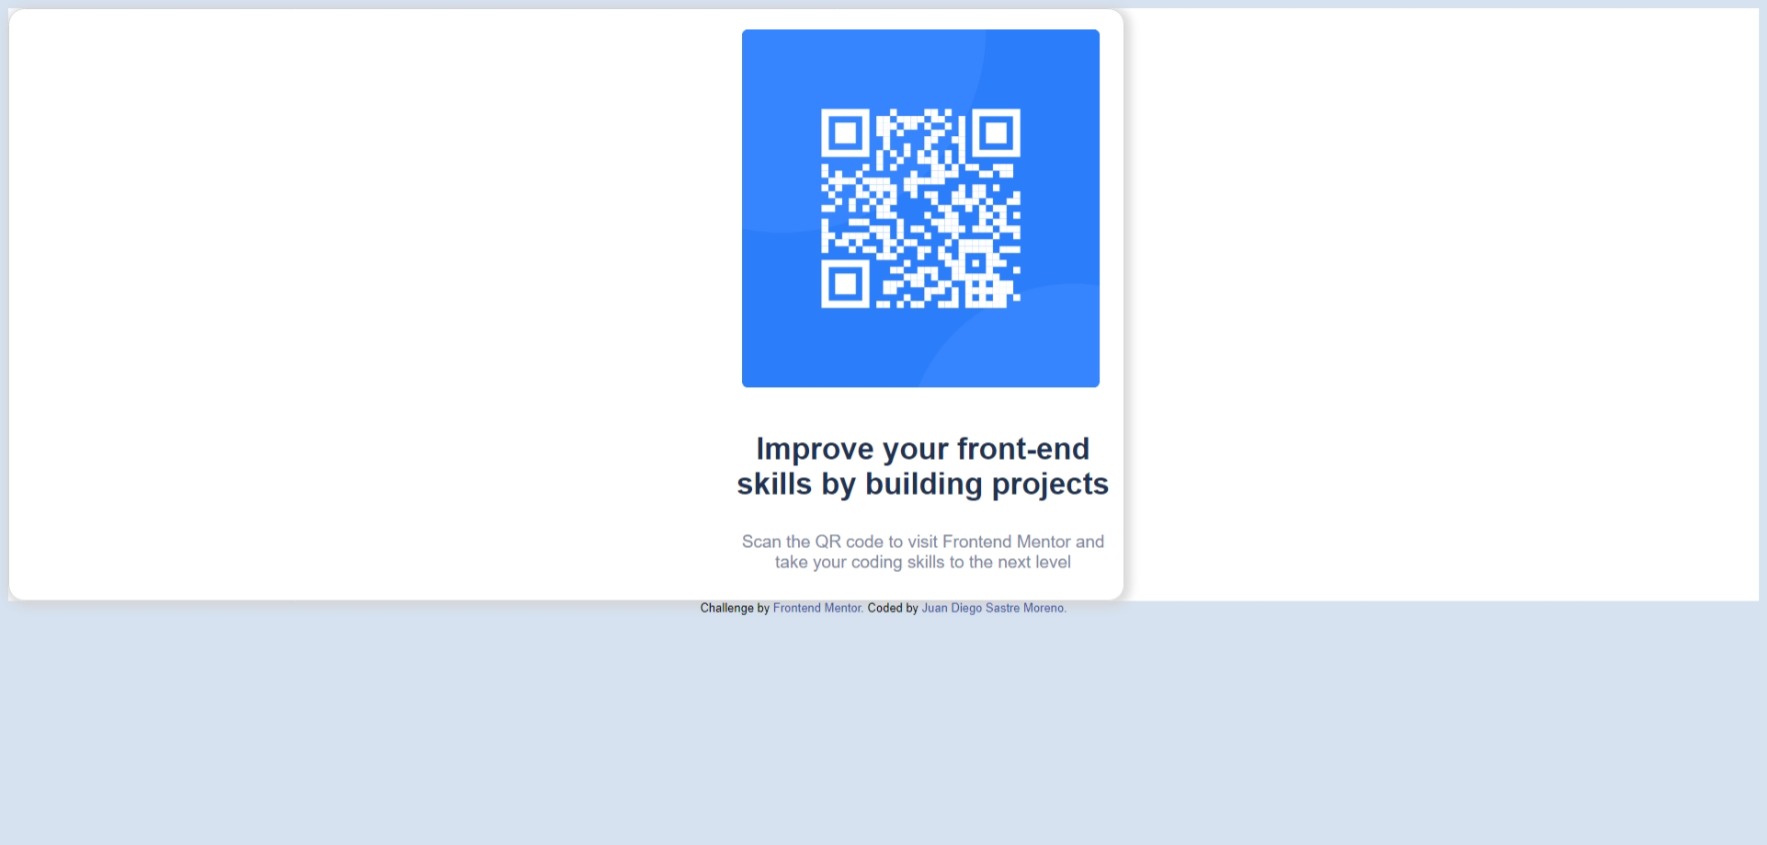 Improve your front-end
skills by building projects
Scan the QR code to visit Frontend Mentor and
take your coding skills to the next level
Challenge by Frontend Mentor. Coded by Juan Diego Sastre Moreno.